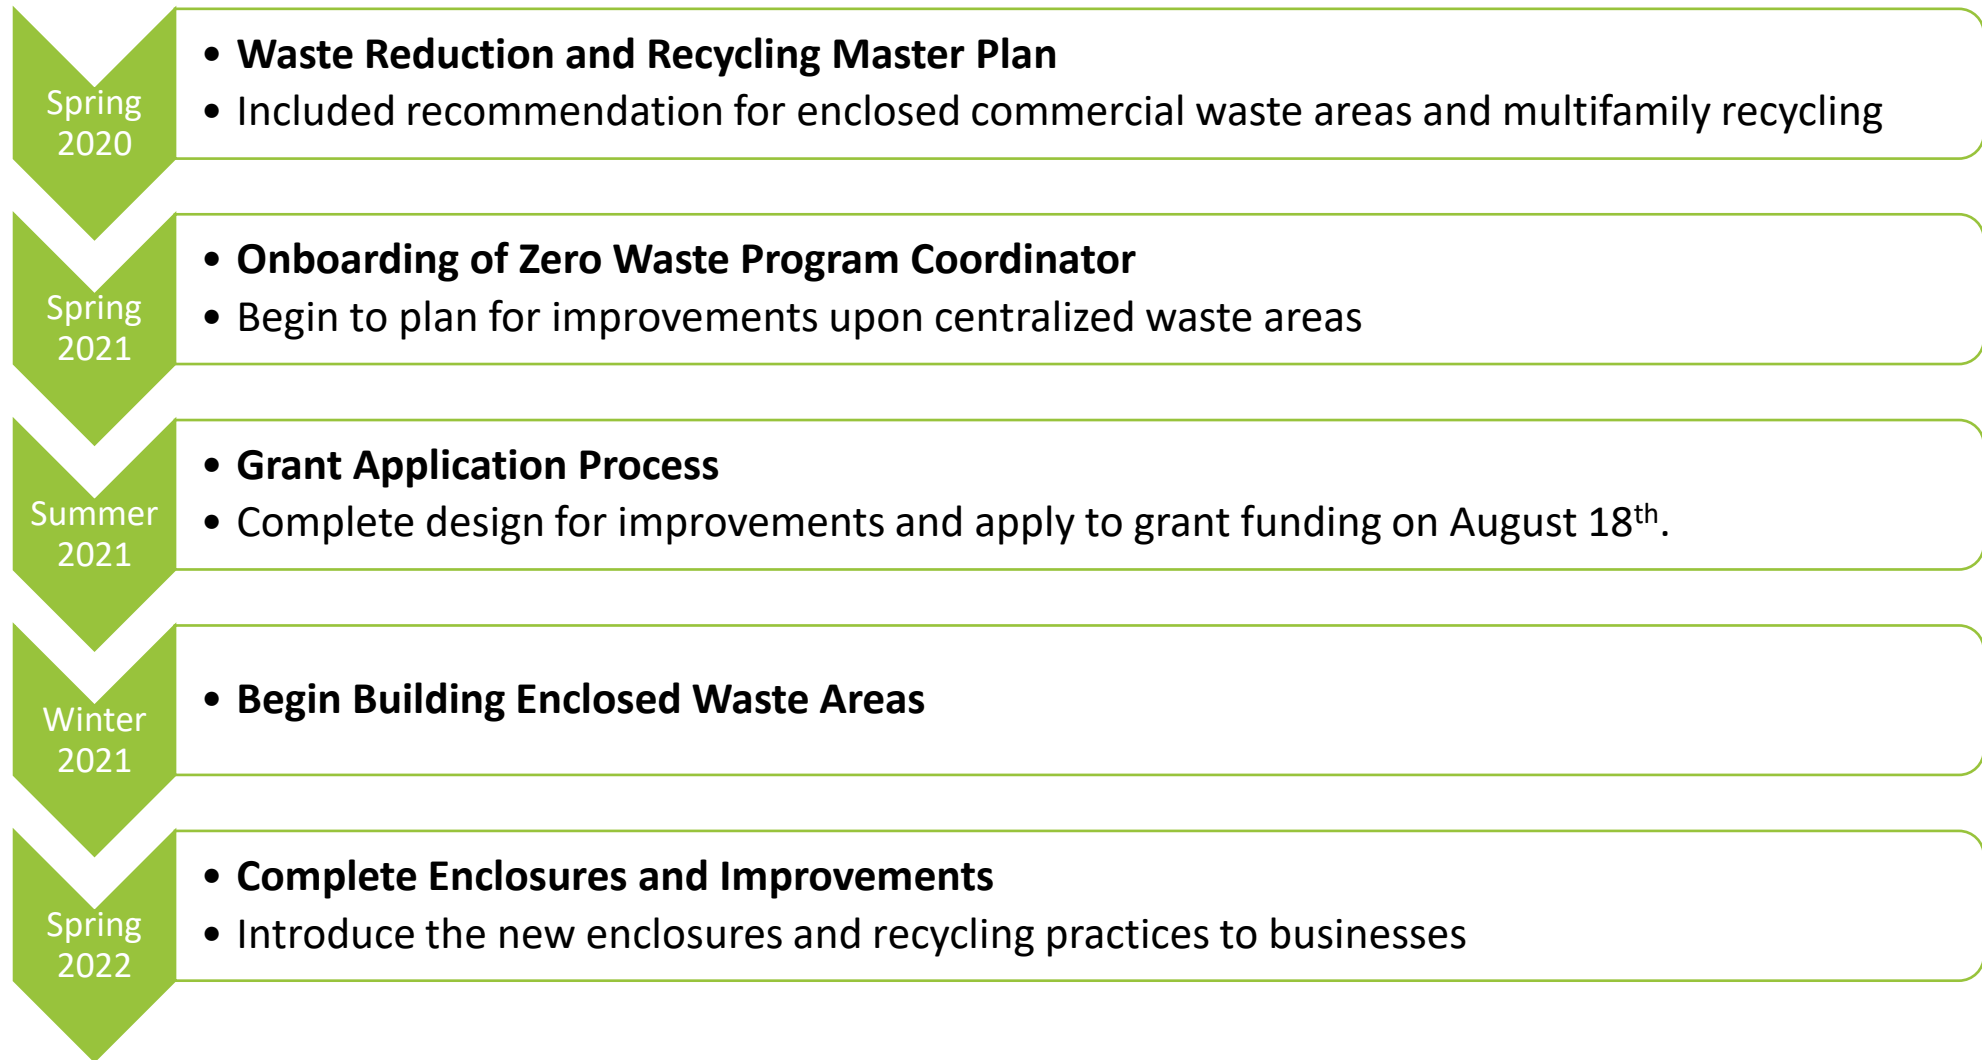 Spring
2020
• Waste Reduction and Recycling Master Plan
• Included recommendation for enclosed commercial waste areas and multifamily recycling
Spring
2021
• Onboarding of Zero Waste Program Coordinator
• Begin to plan for improvements upon centralized waste areas
Summer
2021
• Grant Application Process
• Complete design for improvements and apply to grant funding on August 18th.
Winter
2021
• Begin Building Enclosed Waste Areas
Spring
2022
• Complete Enclosures and Improvements
• Introduce the new enclosures and recycling practices to businesses